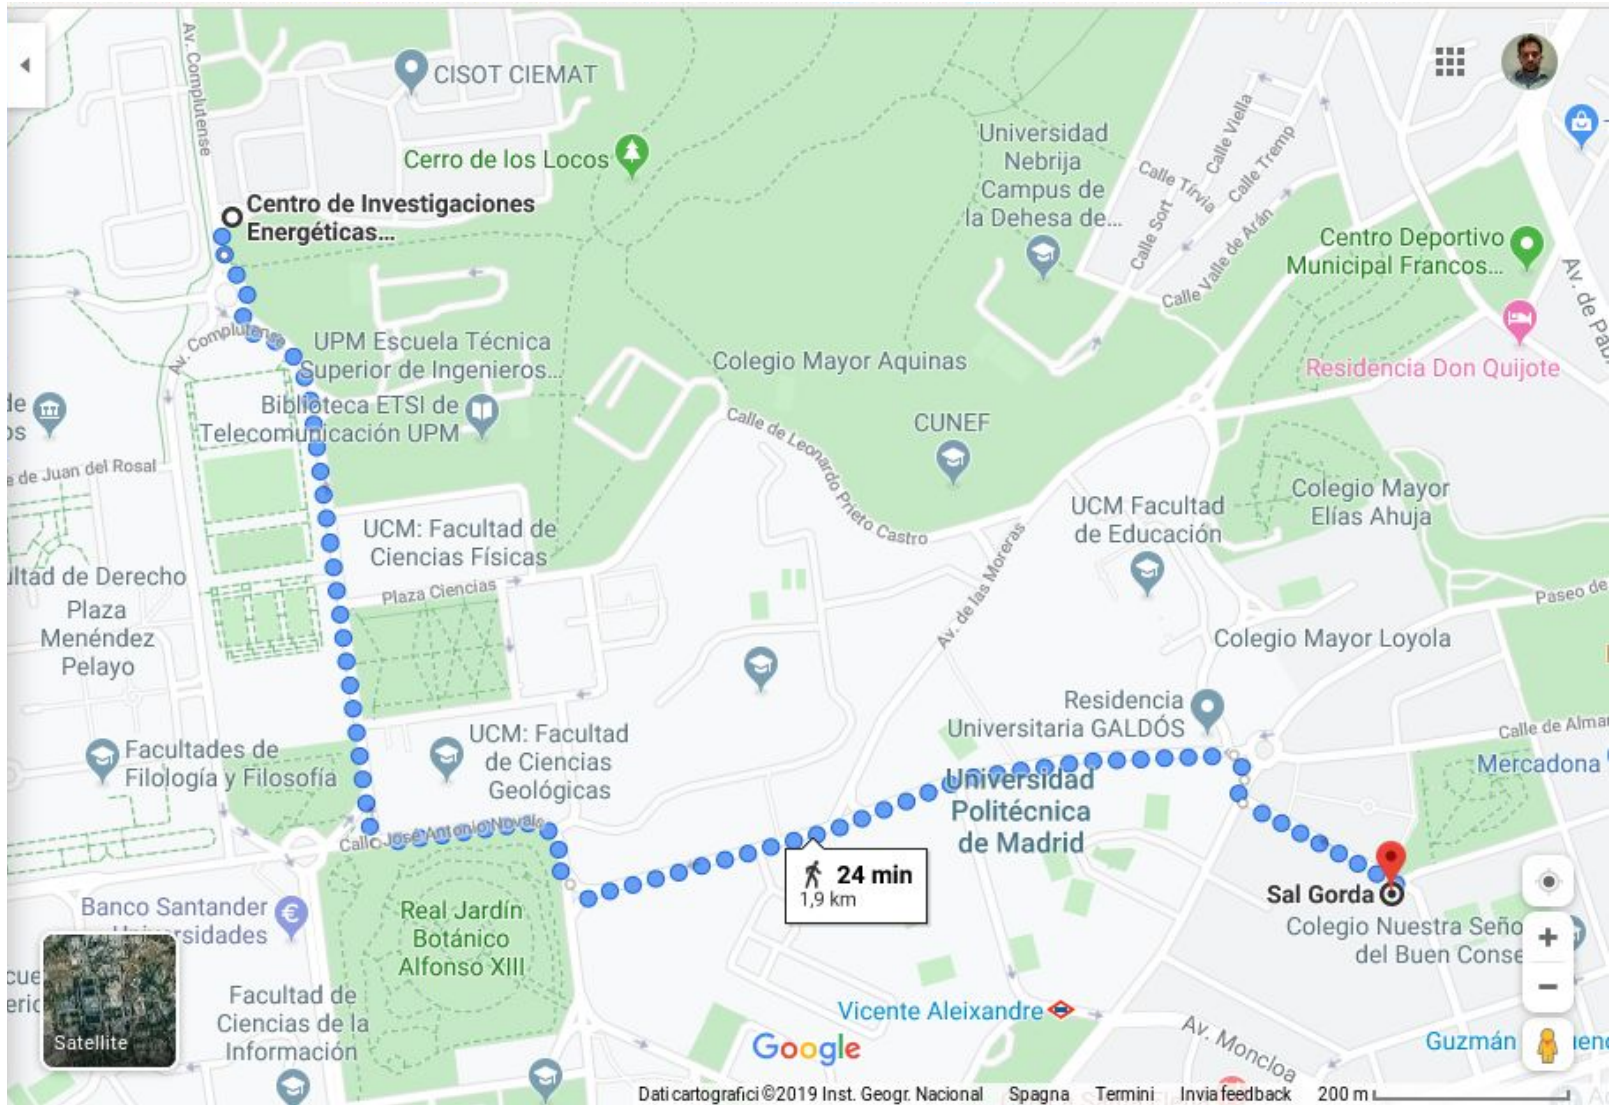 Av. Complutense
CISOT CIEMAT
Cerro de los Locos
Centro de Investigaciones
Energéticas...
Universidad
Nebrija
Campus de
la Dehesa de...
Calle Viella
Calle Tremp
Calle Tírvia
Calle Sort
Calle Valle de Arán
Centro Deportivo
Municipal Francos...
Residencia Don Quijote
Av. de Pab
Av. Complutense
UPM Escuela Técnica
Superior de Ingenieros...
Biblioteca ETSI de
Telecomunicación UPM
Colegio Mayor Aquinas
CUNEF
Calle de Leonardo Prieto Castro
de
os
e de Juan del Rosal
UCM: Facultad de
Ciencias Físicas
UCM Facultad
de Educación
Colegio Mayor
Elías Ahuja
Plaza Ciencias
Av. de las Moreras
ultad de Derecho
Plaza
Menéndez
Pelayo
Paseo de
Colegio Mayor Loyola
Residencia
Universitaria GALDÓS
Calle de Almar
Mercadona
Facultades de
Filología y Filosofía
UCM: Facultad
de Ciencias
Geológicas
Universidad
Politécnica
de Madrid
Calle José Antonio Novais
24 min
1,9 km
Sal Gorda
Colegio Nuestra Seño
del Buen Conse
Banco Santander
Universidades
Real Jardín
Botánico
Alfonso XIII
Satellite
Facultad de
Ciencias de la
Información
Vicente Aleixandre
Google
Av. Moncloa
Guzmán
Dati cartografici ©2019 Inst. Geogr. Nacional Spagna Termini Invia feedback 200 m